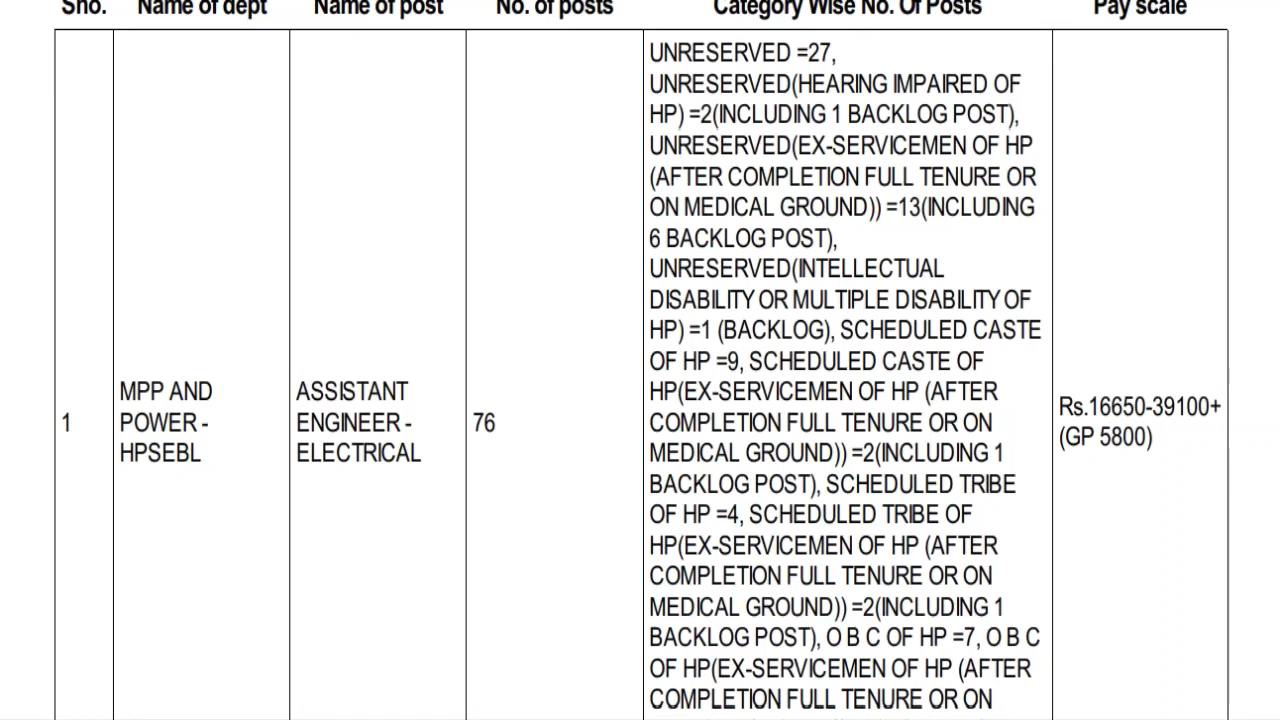 Sno. Name of dept Name of post No. of posts Category Wise No. Of Posts Pay scale
1
MPP AND
POWER -
HPSEBL
ASSISTANT
ENGINEER -
ELECTRICAL
76
UNRESERVED =27,
UNRESERVED(HEARING IMPAIRED OF
HP) =2(INCLUDING 1 BACKLOG POST),
UNRESERVED(EX-SERVICEMEN OF HP
(AFTER COMPLETION FULL TENURE OR
ON MEDICAL GROUND)) =13(INCLUDING
6 BACKLOG POST),
UNRESERVED(INTELLECTUAL
DISABILITY OR MULTIPLE DISABILITY OF
HP) =1 (BACKLOG), SCHEDULED CASTE
OF HP =9, SCHEDULED CASTE OF
HP(EX-SERVICEMEN OF HP (AFTER
COMPLETION FULL TENURE OR ON
MEDICAL GROUND)) =2(INCLUDING 1
BACKLOG POST), SCHEDULED TRIBE
OF HP =4, SCHEDULED TRIBE OF
HP(EX-SERVICEMEN OF HP (AFTER
COMPLETION FULL TENURE OR ON
MEDICAL GROUND)) =2(INCLUDING 1
BACKLOG POST), O B C OF HP =7, O B C
OF HP(EX-SERVICEMEN OF HP (AFTER
COMPLETION FULL TENURE OR ON
Rs.16650-39100+
(GP 5800)